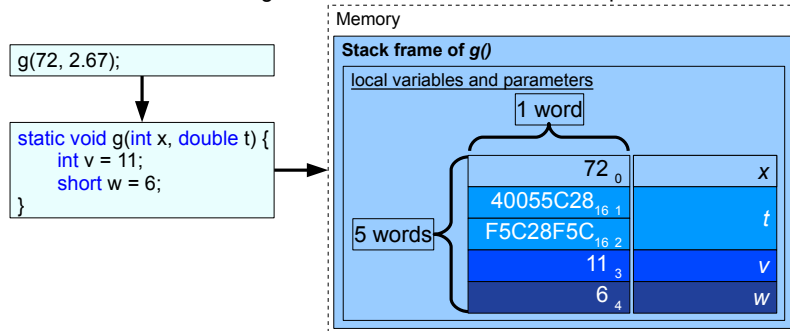 Memory
g(72, 2.67);
static void g(int x, double t) {
int v = 11;
short w = 6;
}
Stack frame of g()
local variables and parameters
1 word
5 words
72 0 x
40055C28 16 1 t
F5C28F5C 16 2
11 3 v
6 4 w